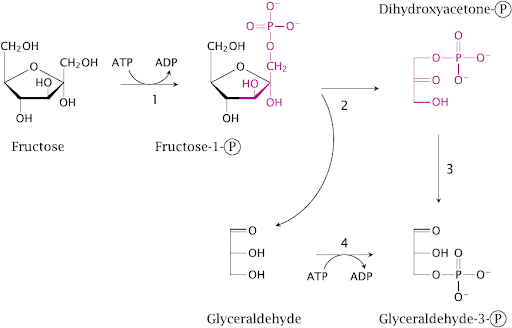 Dihydroxyacetone-P
O⁻
O⁻ P O
O
CH₂
CH₂OH
O
HO
OH
OH
CH₂OH
O
CH₂OH
HO
OH
OH
ATP ADP
1
2
O
O P O⁻
O⁻
O
OH
Fructose
Fructose-1-P
3
O
OH
OH
4
ATP ADP
O
OH
O
O P O⁻
O⁻
Glyceraldehyde
Glyceraldehyde-3-P